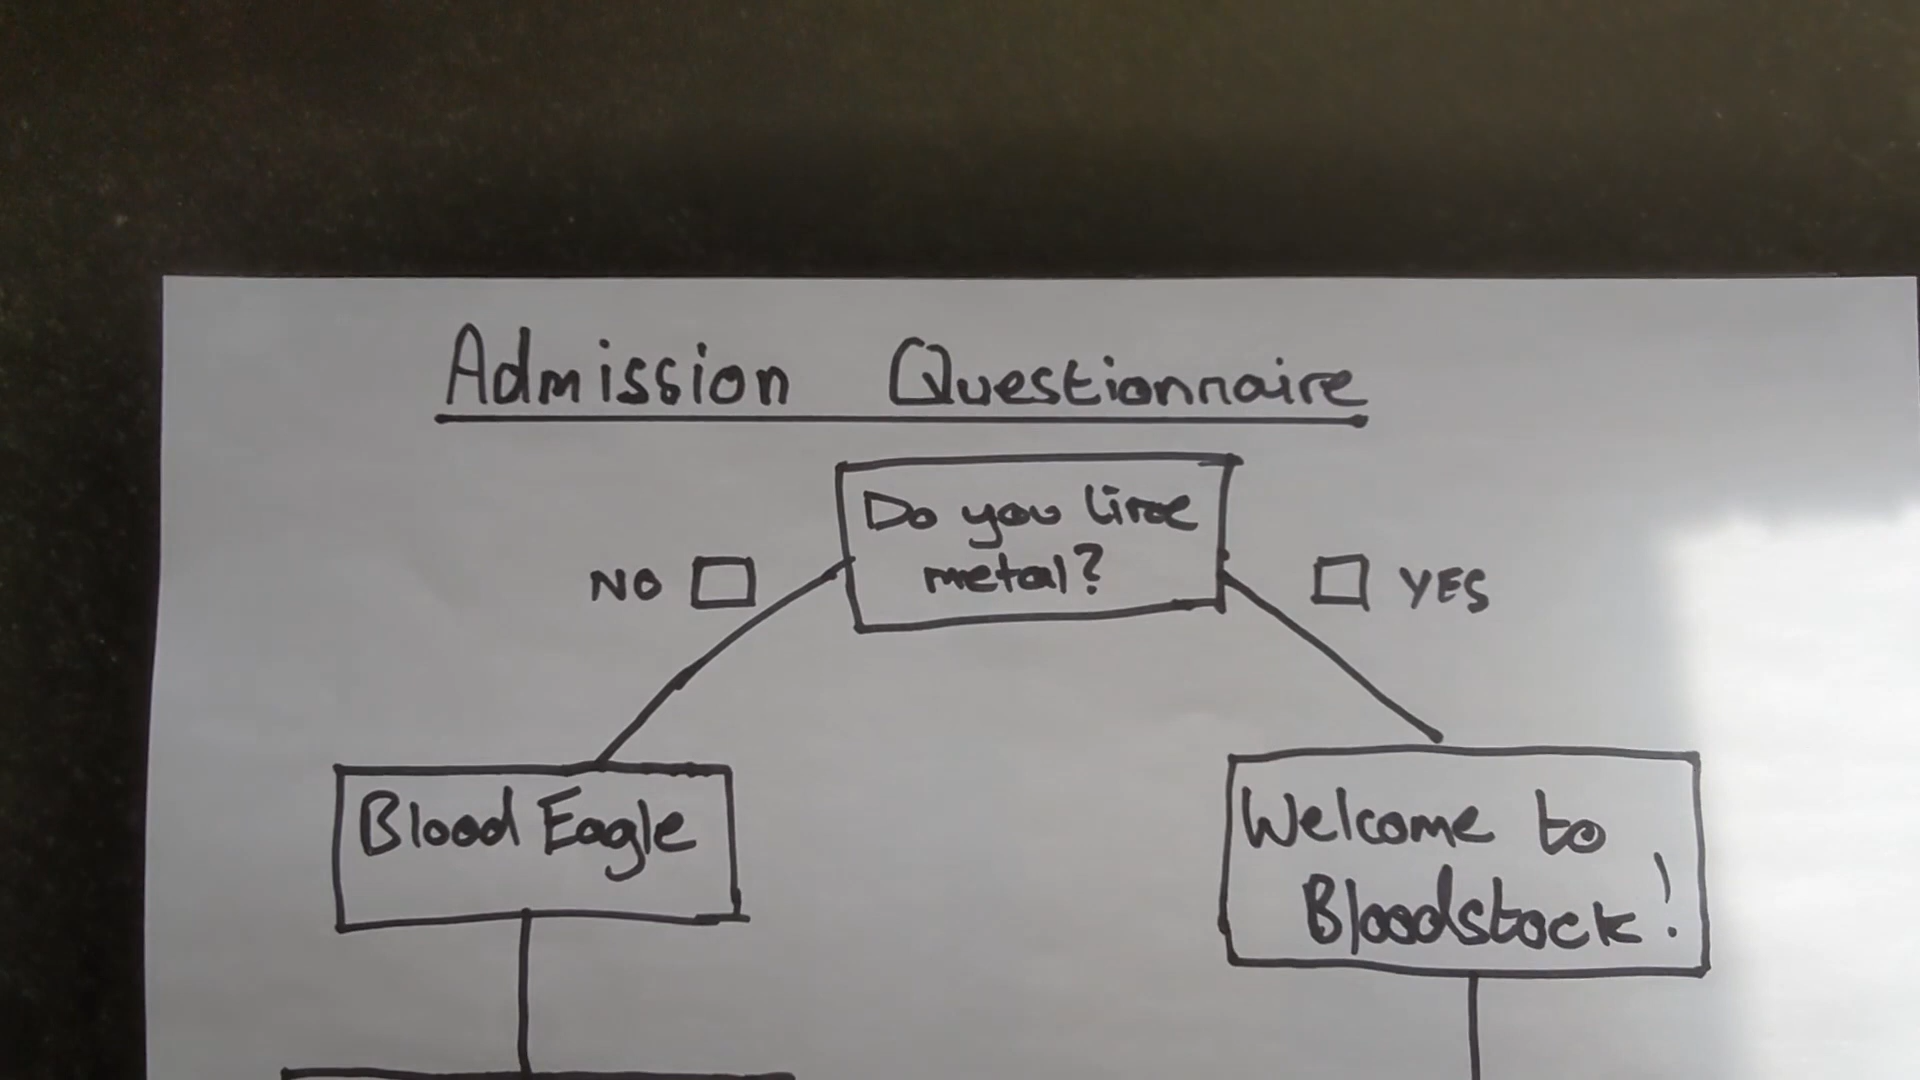 Admission Questionnaire
Do you like
metal?
NO
YES
Blood Eagle
Welcome to
Bloodstock!